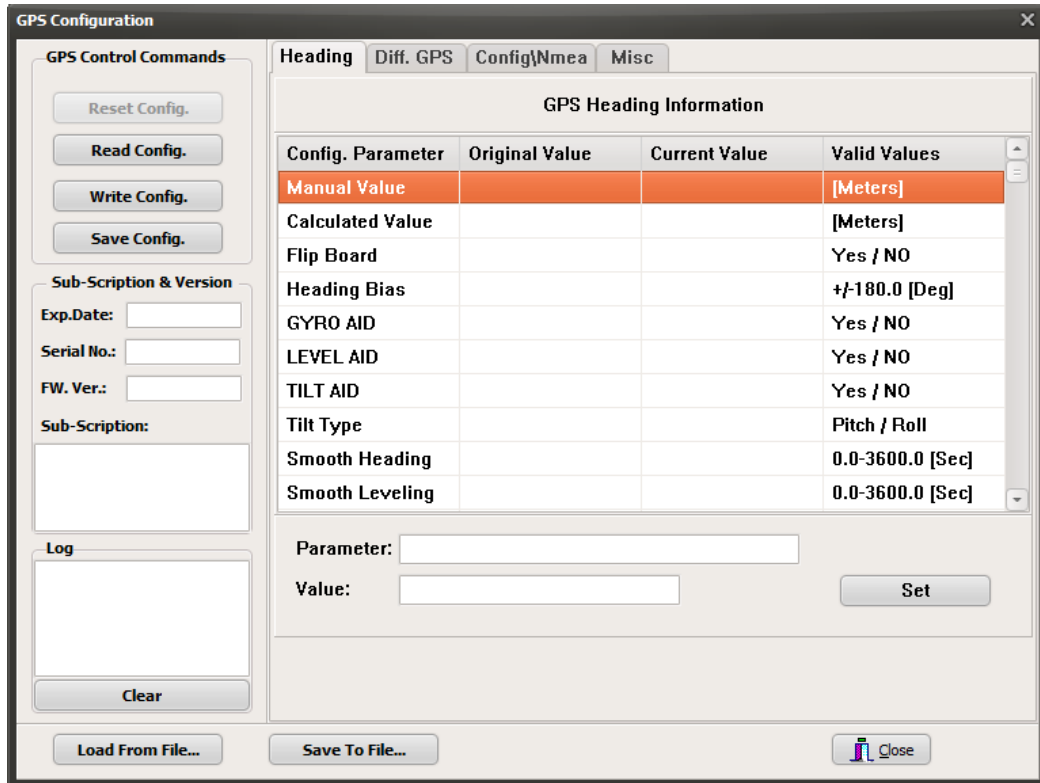 GPS Configuration
GPS Control Commands
Reset Config.
Read Config.
Write Config.
Save Config.
Sub-Scription & Version
Exp.Date:
Serial No.:
FW. Ver.:
Sub-Scription:
Log
Clear
Heading Diff. GPS Config\Nmea Misc
GPS Heading Information
Config. Parameter Original Value Current Value Valid Values
Manual Value [Meters]
Calculated Value [Meters]
Flip Board Yes / NO
Heading Bias +/-180.0 [Deg]
GYRO AID Yes / NO
LEVEL AID Yes / NO
TILT AID Yes / NO
Tilt Type Pitch / Roll
Smooth Heading 0.0-3600.0 [Sec]
Smooth Leveling 0.0-3600.0 [Sec]
Parameter:
Value:
Set
Load From File... Save To File... Close